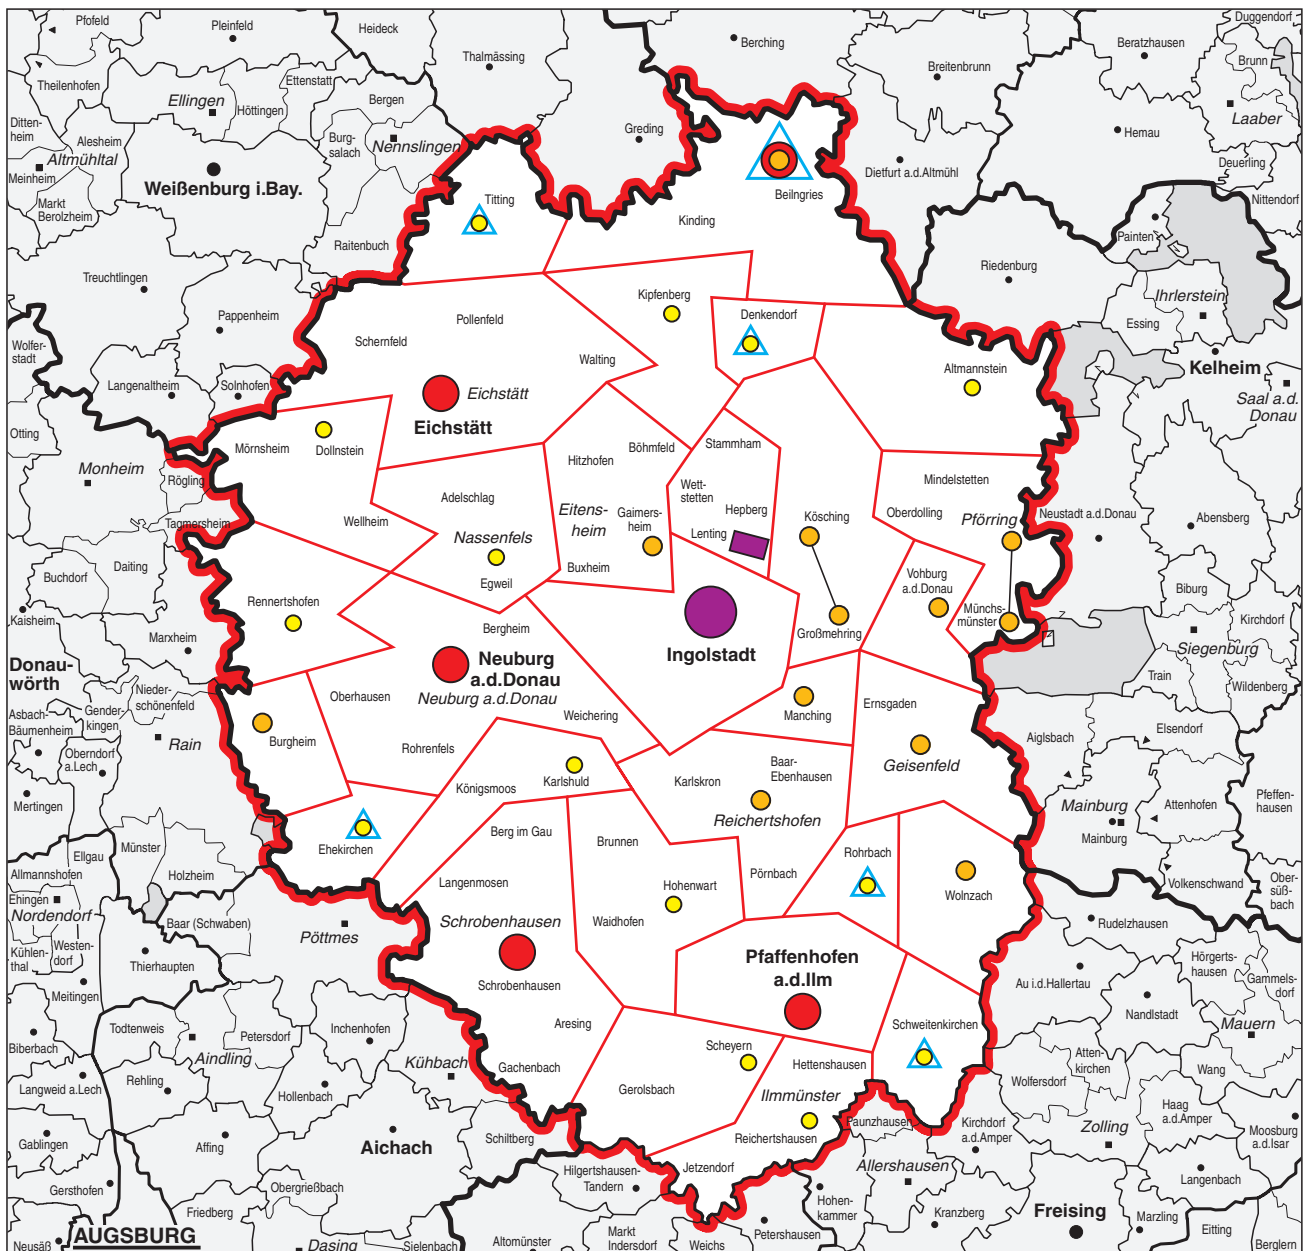 Pfofeld
Pleinfeld
Heideck
Thalmässing
Berching
Breitenbrunn
Beratzhausen
Duggendorf
Brunn
Theilenhofen
Ettenstatt
Ellingen
Höttingen
Bergen
Laaber
Ditten-
heim
Alesheim
Burg-
salach
Nennslingen
Greding
Hemau
Altmühltal
Meinheim
Deuerling
Weißenburg i.Bay.
Dietfurt a.d.Altmühl
Markt
Berolzheim
Titting
Beilngries
Nittendorf
Kinding
Raitenbuch
Painten
Riedenburg
Treuchtlingen
Kipfenberg
Ihrlerstein
Pappenheim
Pollenfeld
Denkendorf
Essing
Wolfer-
stadt
Schernfeld
Walting
Kelheim
Altmannstein
Langenaltheim
Solnhofen
Eichstätt
Eichstätt
Saal a.d.
Donau
Otting
Mörnsheim
Dollnstein
Böhmfeld
Stammham
Monheim
Hitzhofen
Rögling
Mindelstetten
Wett-
stetten
Adelschlag
Eitens-
heim
Gaimers-
heim
Hepberg
Kösching
Oberdolling
Pförring
Neustadt a.d.Donau
Abensberg
Tagmersheim
Wellheim
Nassenfels
Lenting
Daiting
Buchdorf
Egweil
Buxheim
Vohburg
a.d.Donau
Biburg
Rennertshofen
Münchs-
münster
Kaisheim
Kirchdorf
Marxheim
Bergheim
Großmehring
Siegenburg
Donau-
wörth
Neuburg
a.d.Donau
Ingolstadt
Train
Wildenberg
Neuburg a.d.Donau
Oberhausen
Nieder-
schönenfeld
Gender-
kingen
Weichering
Manching
Ernsgaden
Asbach-
Bäumenheim
Elsendorf
Aiglsbach
Rain
Burgheim
Rohrenfels
Oberndorf
a.Lech
Baar-
Ebenhausen
Geisenfeld
Königsmoos
Karlshuld
Karlskron
Mertingen
Mainburg
Mainburg
Attenhofen
Pfeffen-
hausen
Reichertshofen
Berg im Gau
Brunnen
Ehekirchen
Münster
Ellgau
Rohrbach
Allmannshofen
Holzheim
Pörnbach
Langenmosen
Hohenwart
Wolnzach
Volkenschwand
Ober-
süß-
bach
Ehingen
Nordendorf
Baar (Schwaben)
Pöttmes
Schrobenhausen
Waidhofen
Rudelzhausen
Kühlen-
thal
Westen-
dorf
Thierhaupten
Pfaffenhofen
a.d.Ilm
Hörgerts-
hausen
Schrobenhausen
Au i.d.Hallertau
Gammels-
dorf
Meitingen
Nandlstadt
Todtenweis
Inchenhofen
Aresing
Schweitenkirchen
Mauern
Petersdorf
Biberbach
Aindling
Scheyern
Kühbach
Gachenbach
Hettenshausen
Atten-
kirchen
Wang
Langweid a.Lech
Rehling
Hollenbach
Gerolsbach
Ilmmünster
Wolfersdorf
Haag
a.d.Amper
Gablingen
Affing
Aichach
Schiltberg
Reichertshausen
Paunzhausen
Kirchdorf
a.d.Amper
Zolling
Moosburg
a.d.Isar
Jetzendorf
Allershausen
Gersthofen
Obergrießbach
Hilgertshausen-
Tandern
Langenbach
Friedberg
Hohen-
kammer
Kranzberg
Freising
Marzling
AUGSBURG
Markt
Indersdorf
Petershausen
Eitting
Neusäß
Dasing
Sielenbach
Altomünster
Weichs
Berglern